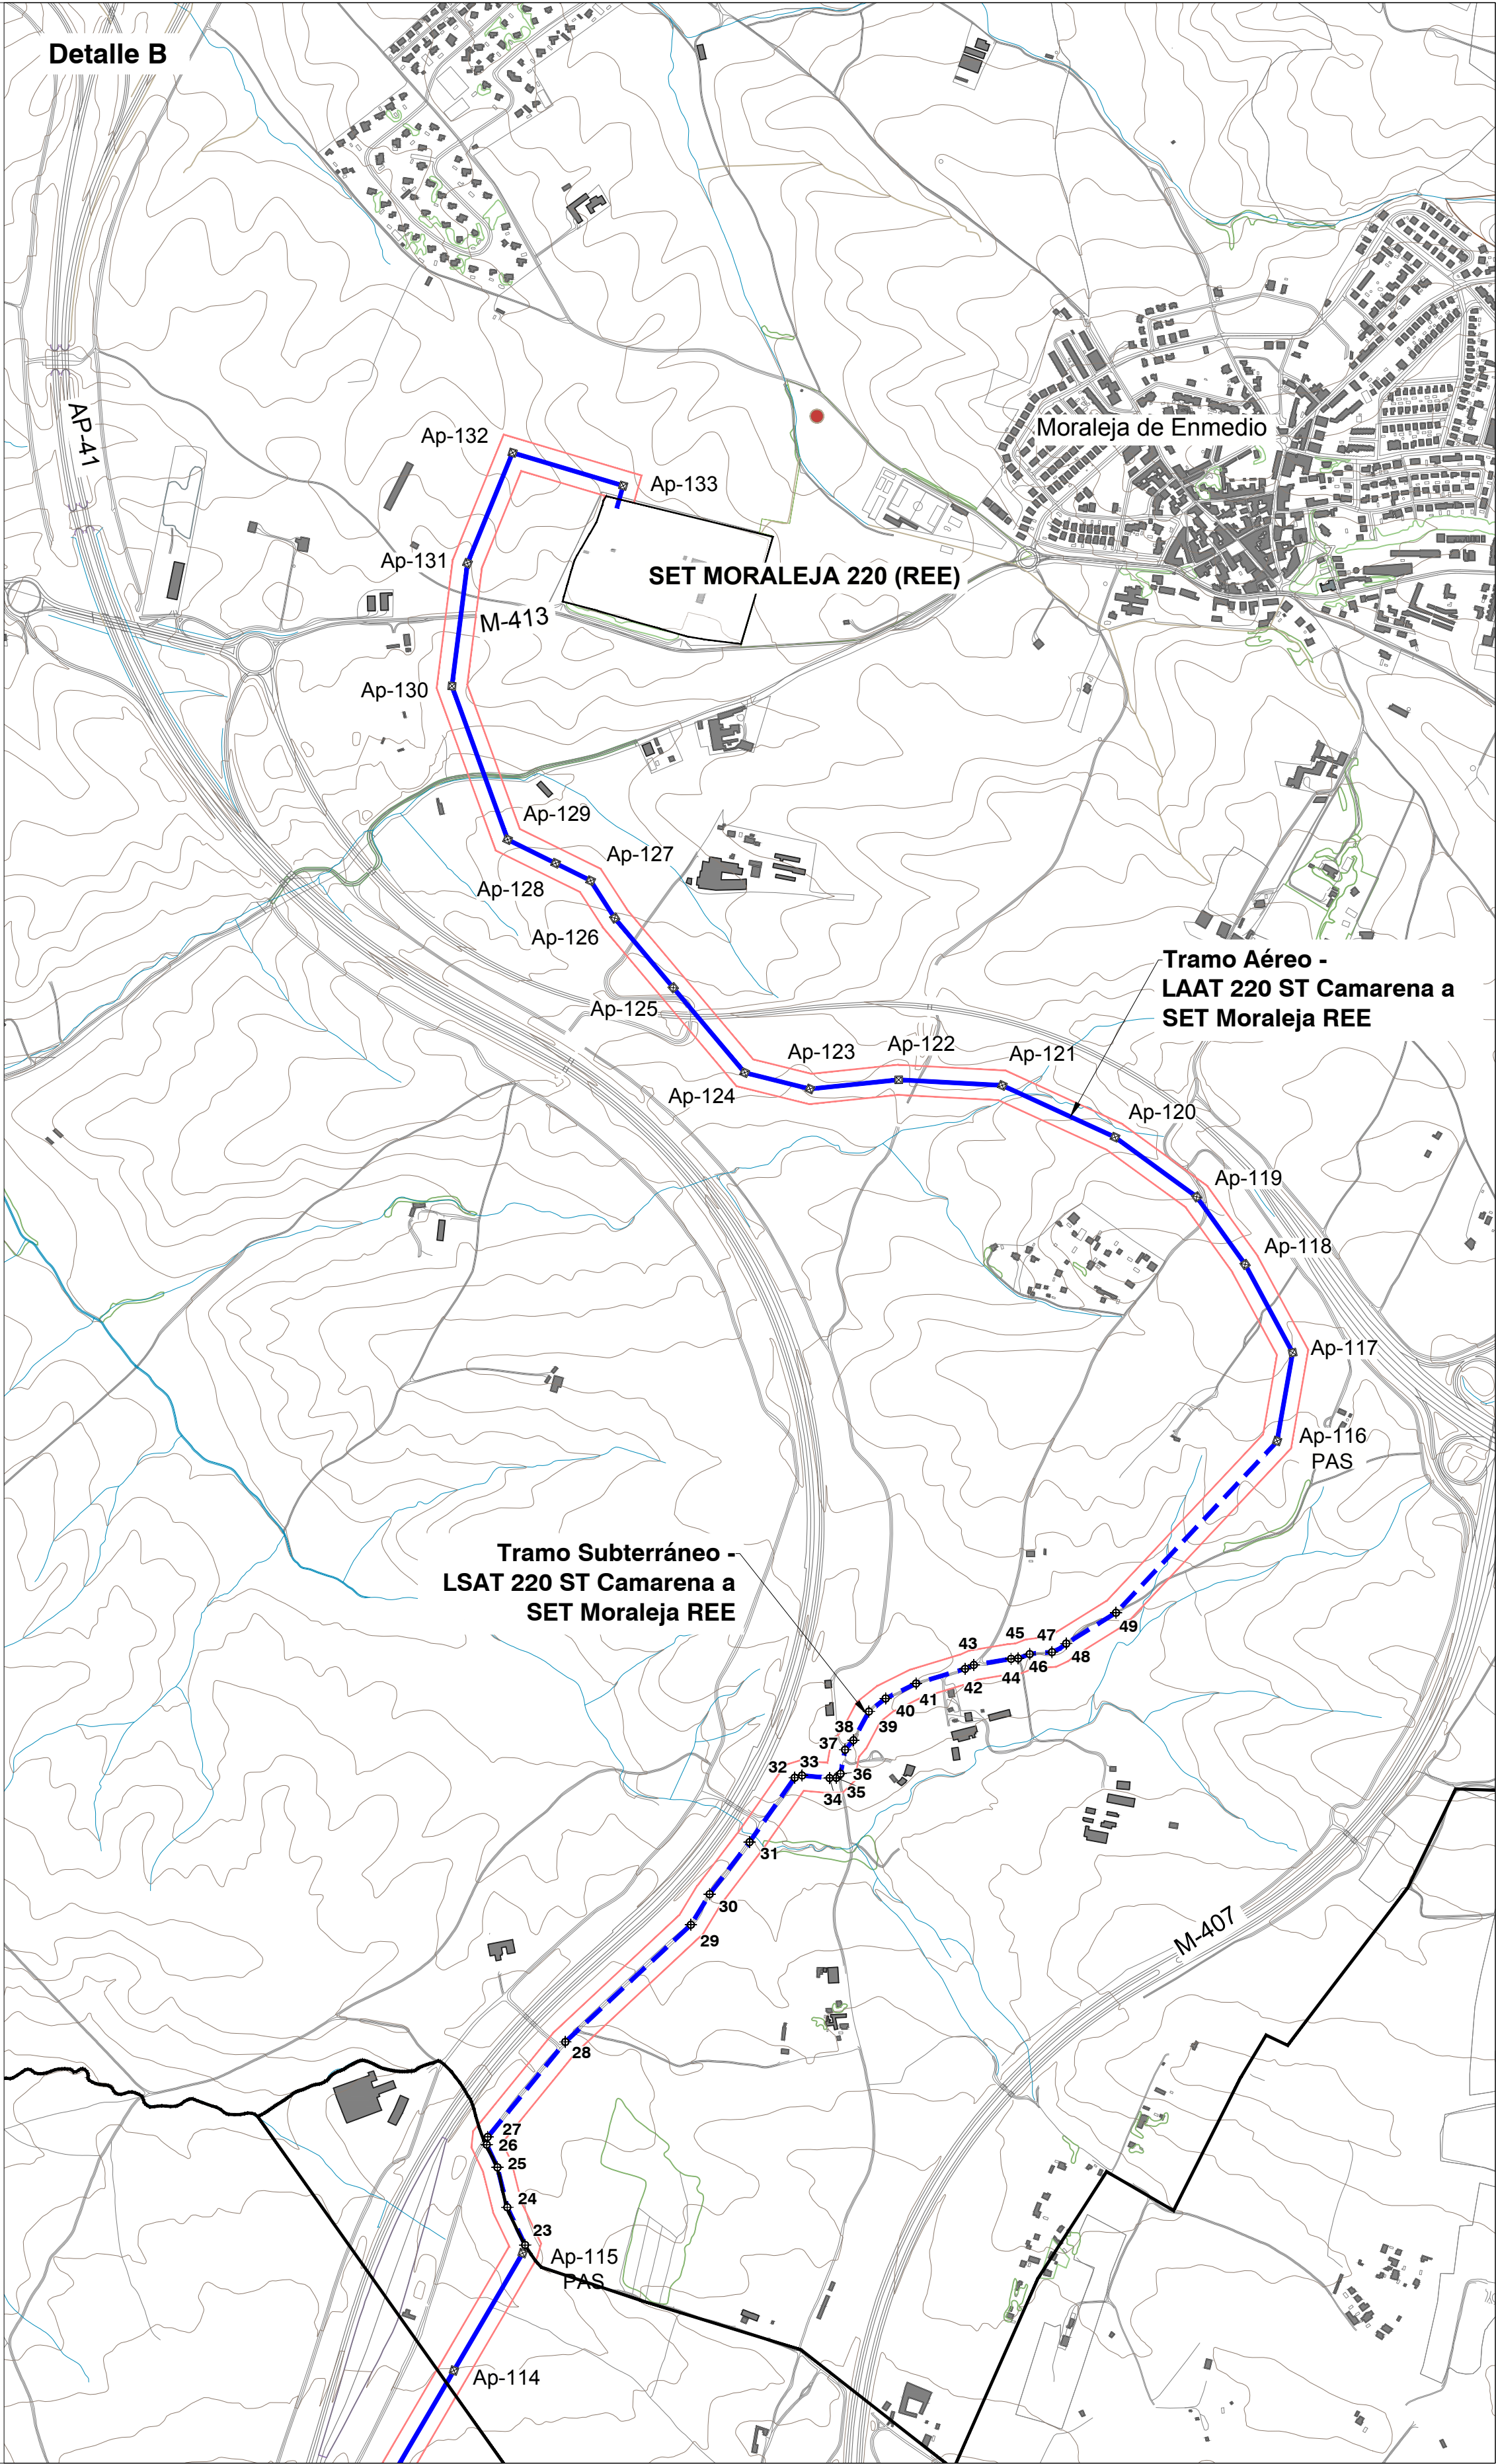 Detalle B
AP-41
Moraleja de Enmedio
Ap-132
Ap-133
Ap-131
SET MORALEJA 220 (REE)
M-413
Ap-130
Ap-129
Ap-127
Ap-128
Ap-126
Tramo Aéreo -
LAAT 220 ST Camarena a
SET Moraleja REE
Ap-125
Ap-122
Ap-123
Ap-121
Ap-124
Ap-120
Ap-119
Ap-118
Ap-117
Ap-116
PAS
Tramo Subterráneo -
LSAT 220 ST Camarena a
SET Moraleja REE
49
45
47
43
48
46
44
42
41
40
39
38
37
36
35
34
33
32
31
30
29
M-407
28
27
26
25
24
23
Ap-115
PAS
Ap-114